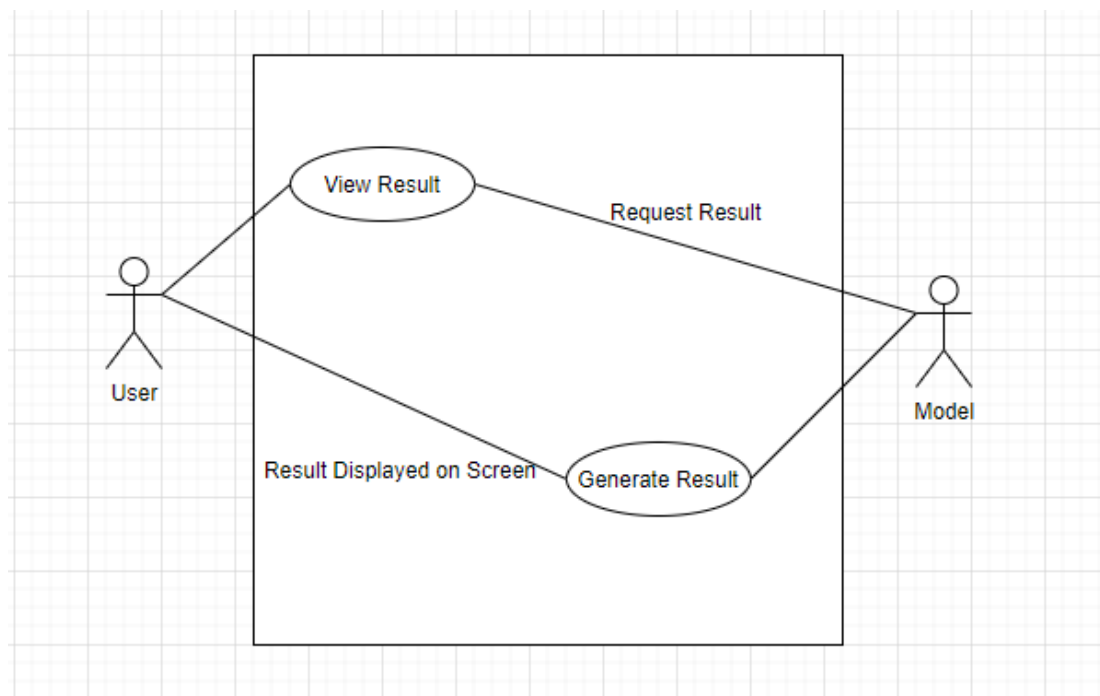 View Result
Request Result
User
Model
Result Displayed on Screen
Generate Result